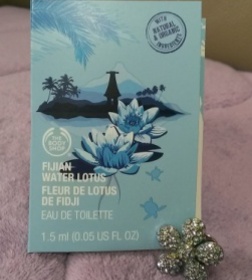 WITH
NATURAL
& ORGANIC
INGREDIENTS
THE
BODY
SHOP
FIJIAN
WATER LOTUS
FLEUR DE LOTUS
DE FIDJI
EAU DE TOILETTE
1.5 ml (0.05 US FL OZ)